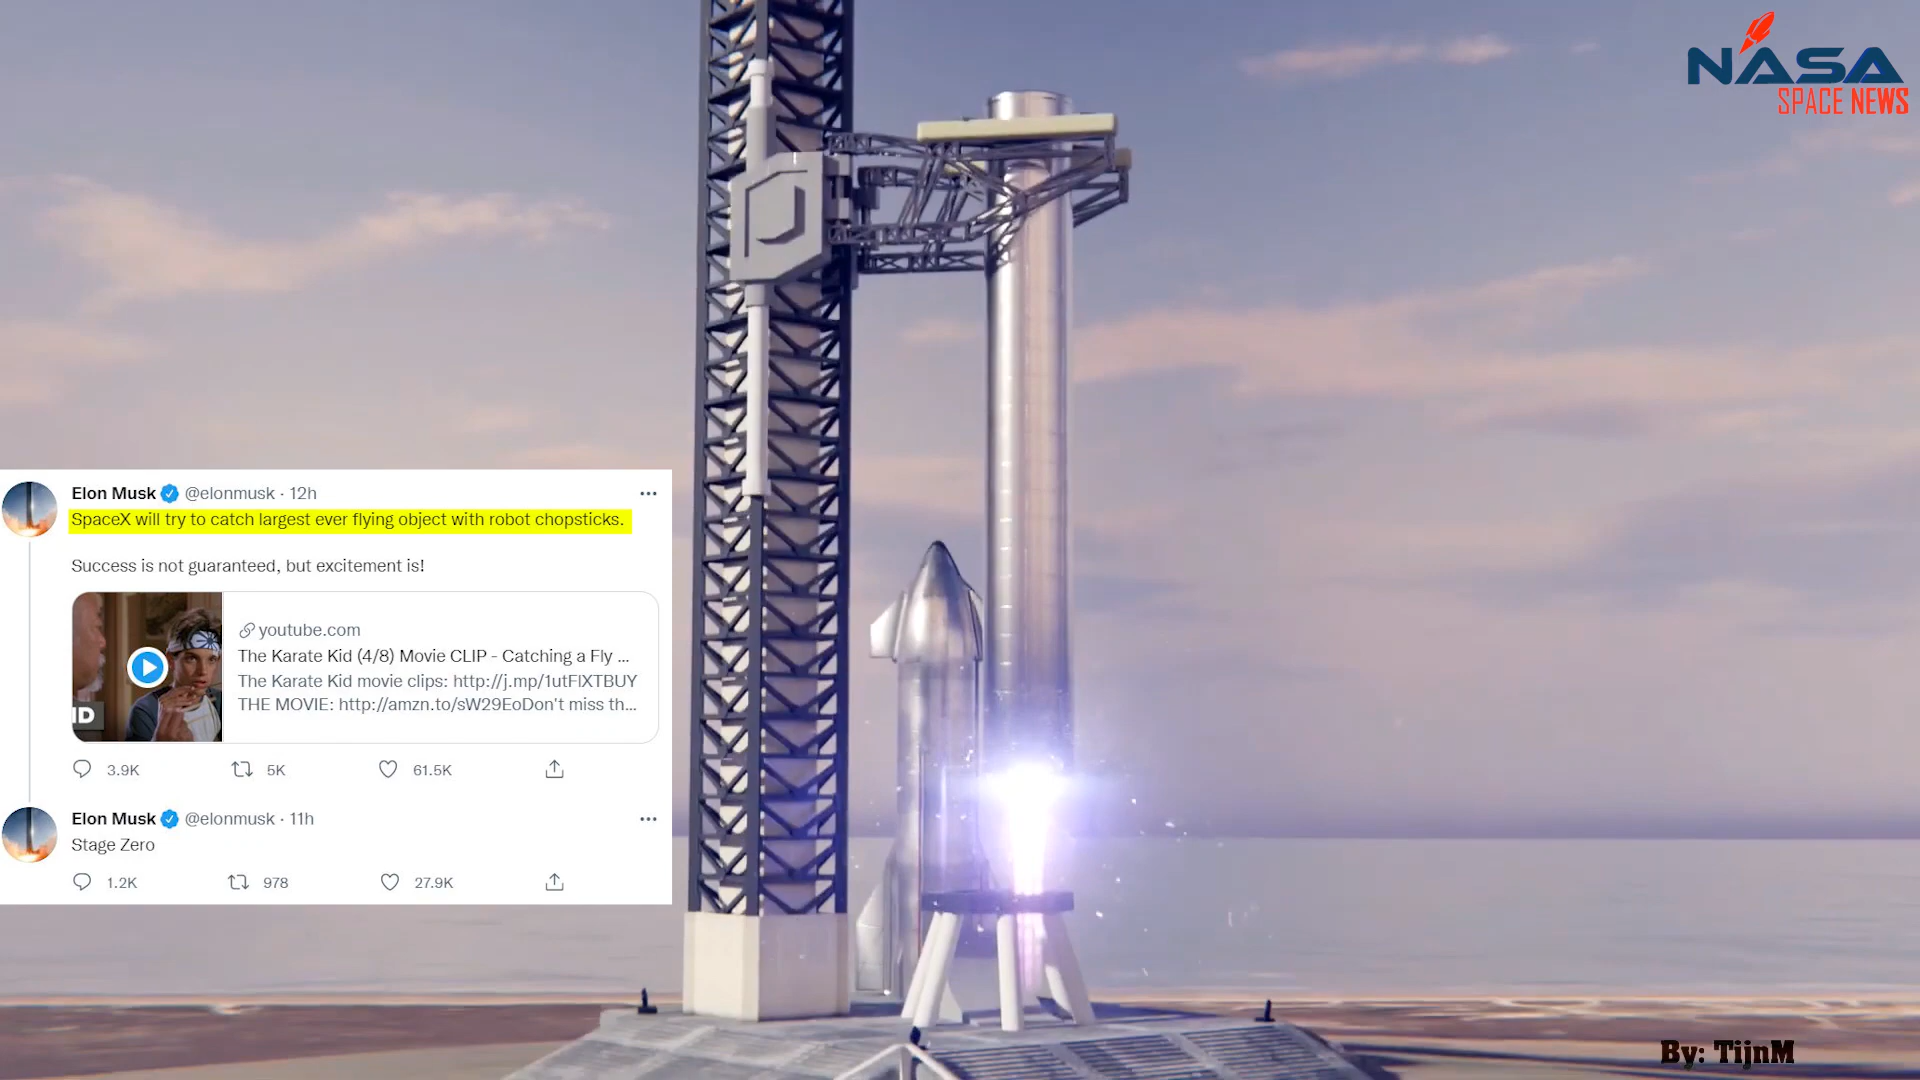 NASA
SPACE NEWS
Elon Musk @elonmusk · 12h
SpaceX will try to catch largest ever flying object with robot chopsticks.
Success is not guaranteed, but excitement is!
youtube.com
The Karate Kid (4/8) Movie CLIP - Catching a Fly ...
The Karate Kid movie clips: http://j.mp/1utFIXTBUY
THE MOVIE: http://amzn.to/sW29EoDon't miss th...
ID
3.9K 5K 61.5K
Elon Musk @elonmusk · 11h
Stage Zero
1.2K 978 27.9K
By: TijnM